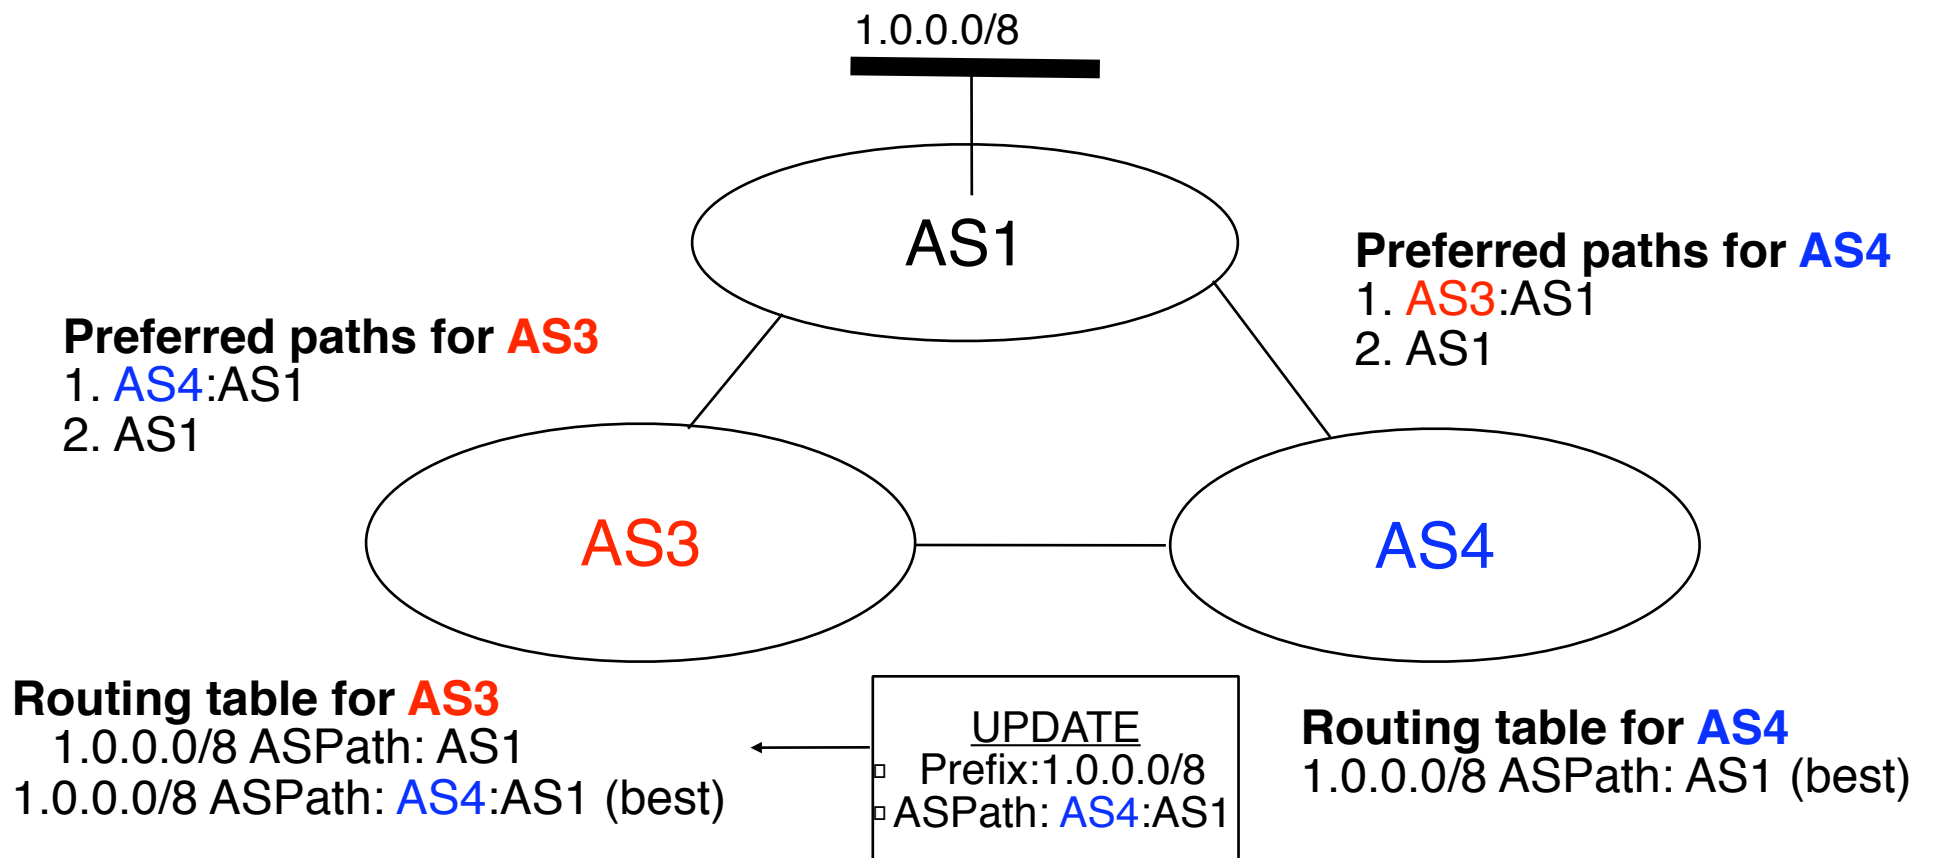 1.0.0.0/8
AS1
Preferred paths for AS4
1. AS3:AS1
2. AS1
Preferred paths for AS3
1. AS4:AS1
2. AS1
AS3
AS4
Routing table for AS3
1.0.0.0/8 ASPath: AS1
1.0.0.0/8 ASPath: AS4:AS1 (best)
UPDATE
Prefix:1.0.0.0/8
ASPath: AS4:AS1
Routing table for AS4
1.0.0.0/8 ASPath: AS1 (best)